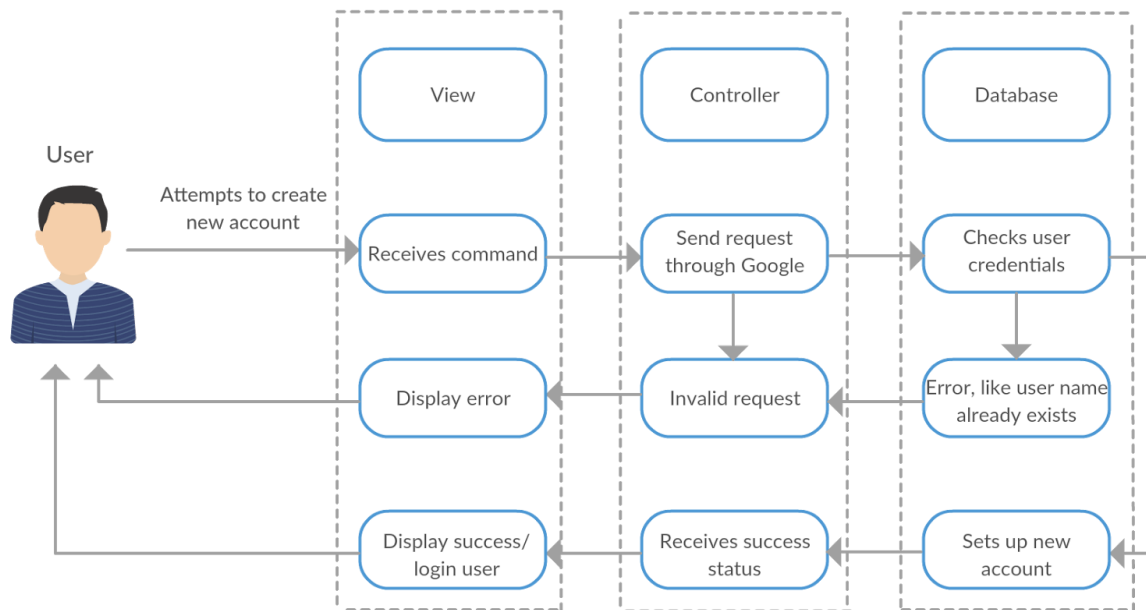 View
Controller
Database
User
Attempts to create
new account
Receives command
Send request
through Google
Checks user
credentials
Display error
Invalid request
Error, like user name
already exists
Display success/
login user
Receives success
status
Sets up new
account